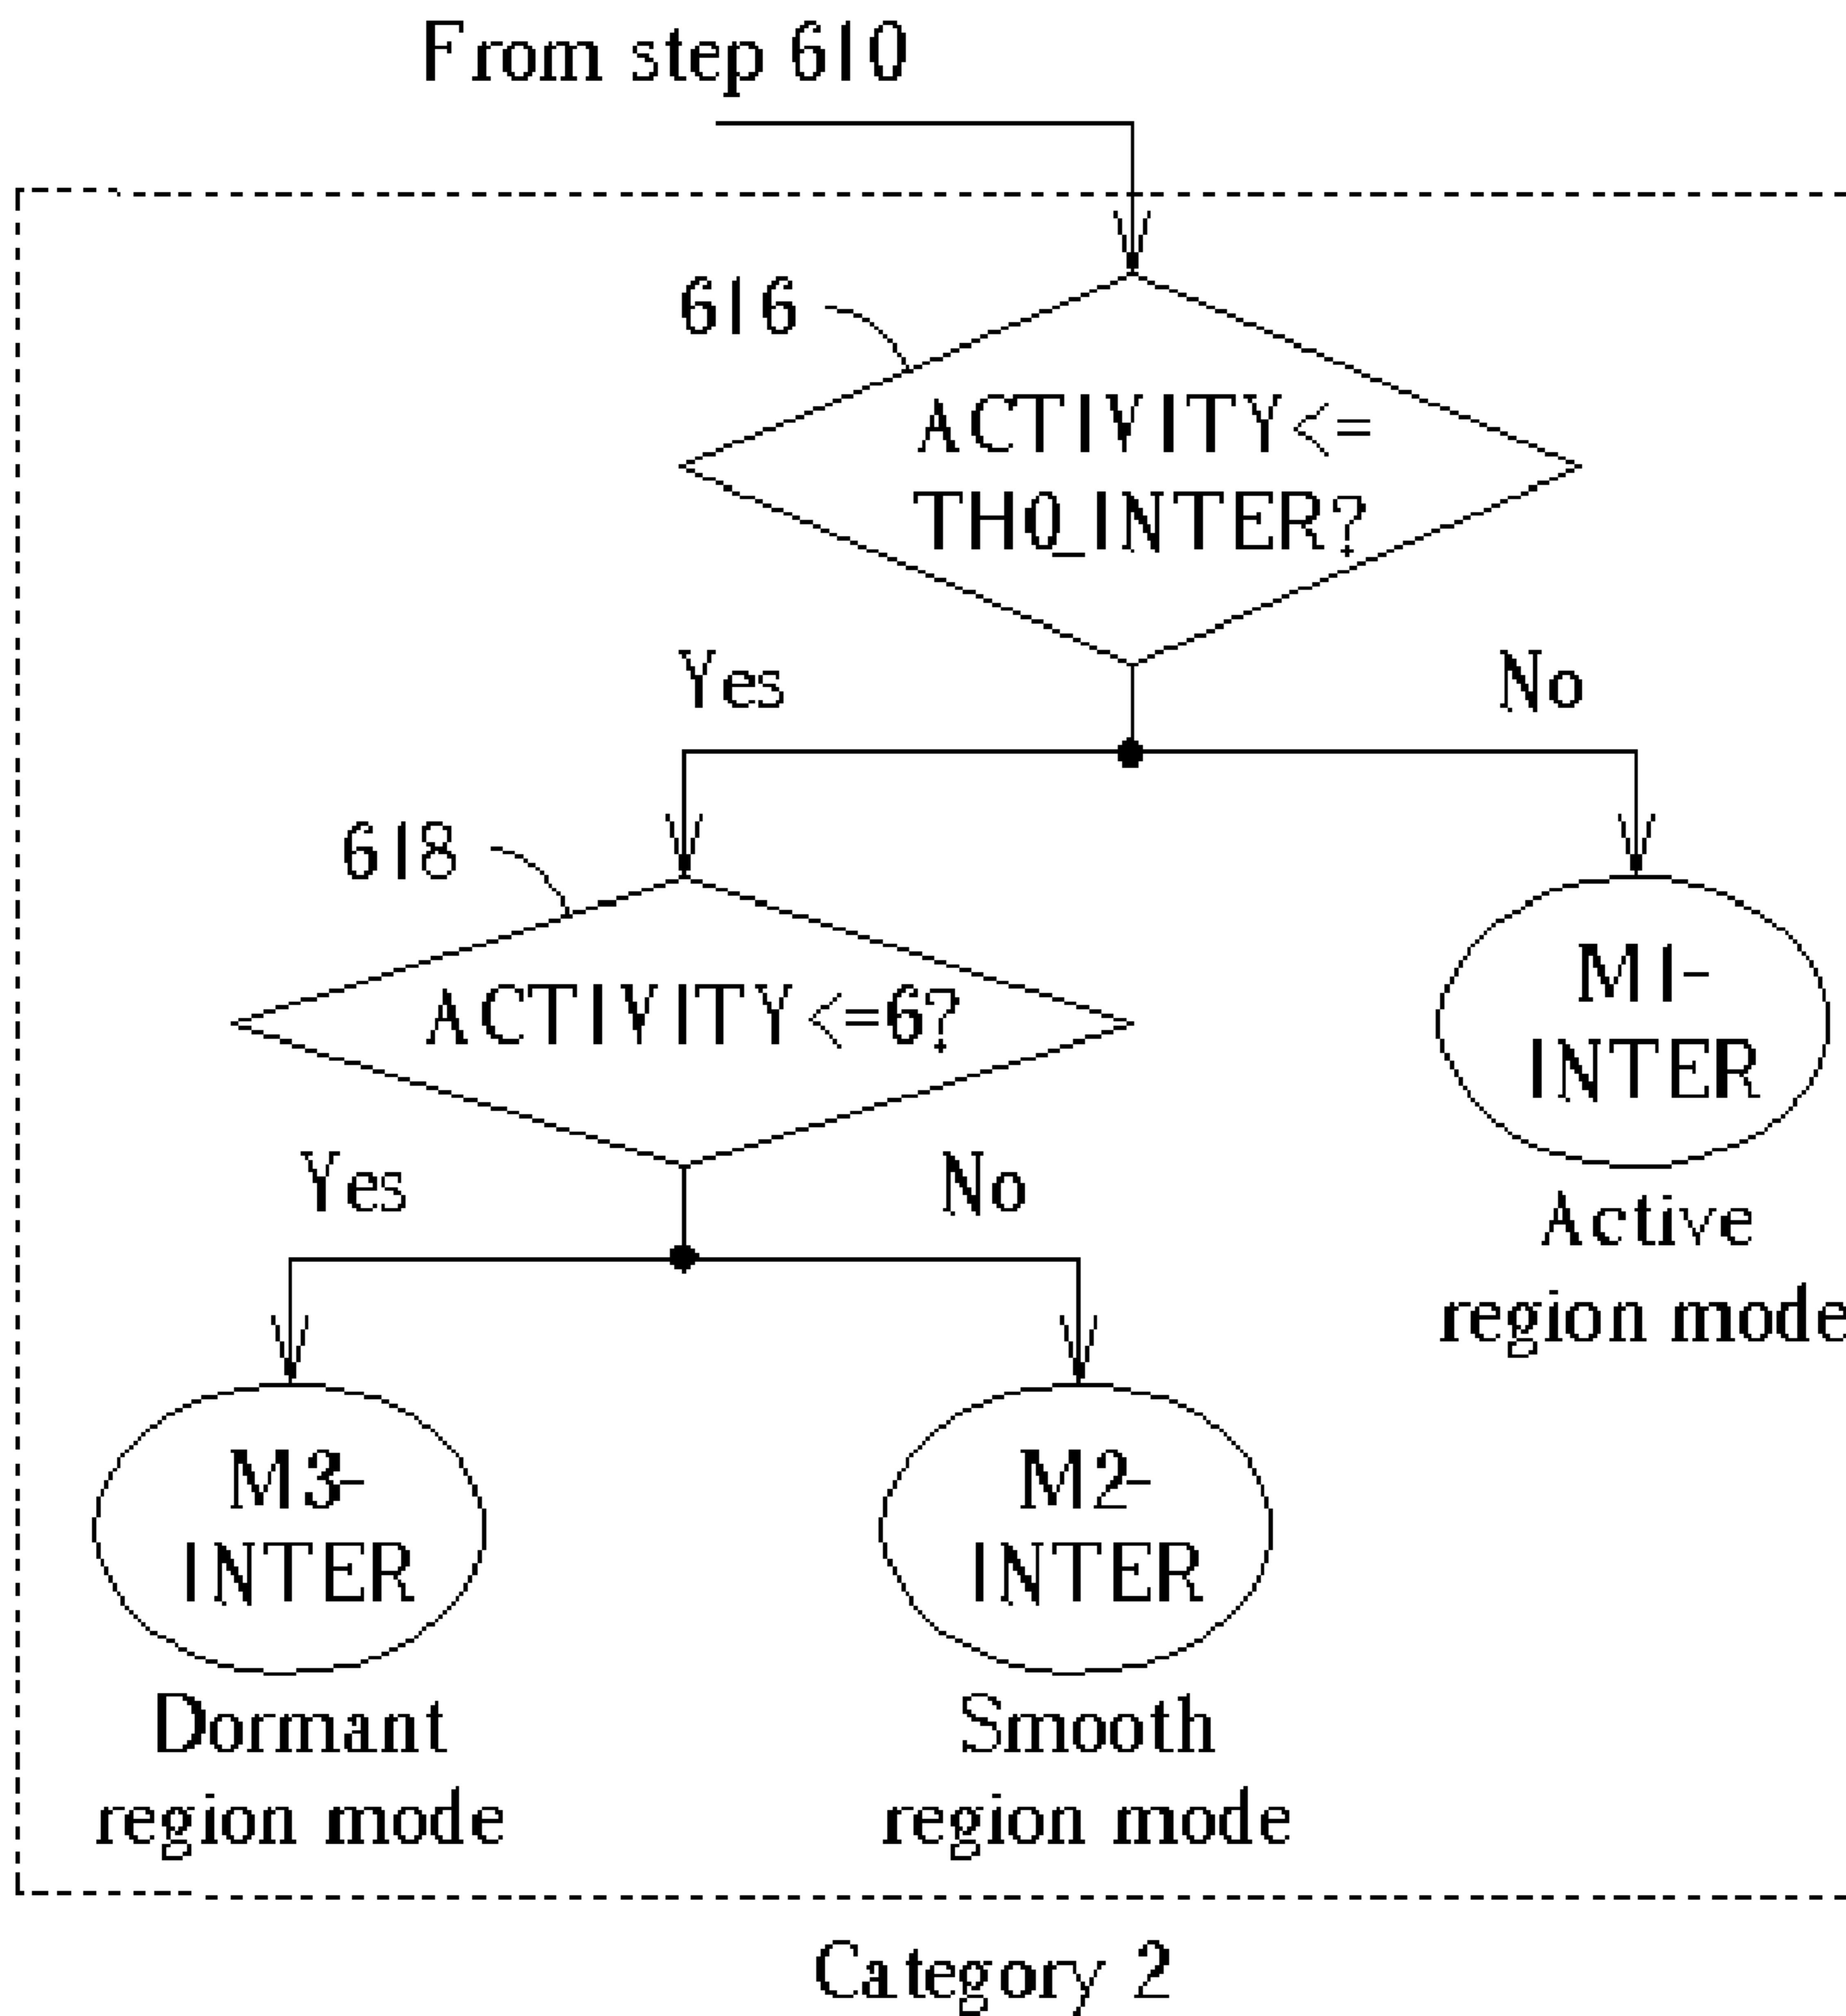 From step 610
616
ACTIVITY<=
TH0_INTER?
Yes
No
618
ACTIVITY<=6?
M1-
INTER
Yes
No
Active
region mode
M3-
INTER
M2-
INTER
Dormant
region mode
Smooth
region mode
Category 2